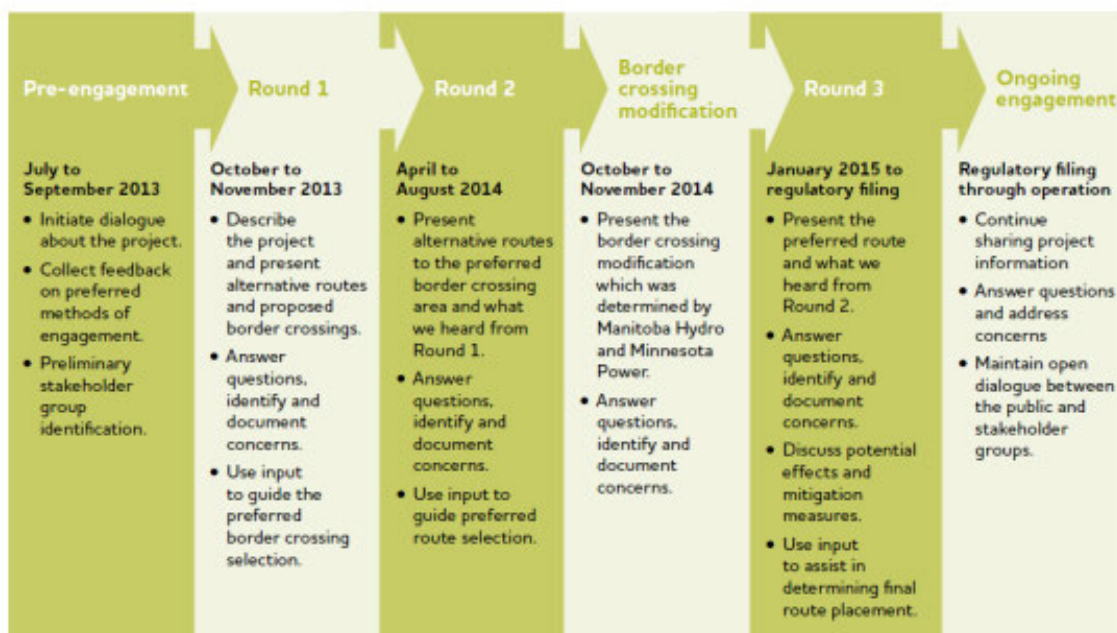 Pre-engagement
Round 1
Round 2
Border
crossing
modification
Round 3
Ongoing
engagement
July to
September 2013
• Initiate dialogue
about the project.
• Collect feedback
on preferred
methods of
engagement.
• Preliminary
stakeholder
group
identification.
October to
November 2013
• Describe
the project
and present
alternative routes
and proposed
border crossings.
• Answer
questions,
identify and
document
concerns.
• Use input
to guide the
preferred
border crossing
selection.
April to
August 2014
• Present
alternative routes
to the preferred
border crossing
area and what
we heard from
Round 1.
• Answer
questions,
identify and
document
concerns.
• Use input to
guide preferred
route selection.
October to
November 2014
• Present the
border crossing
modification
which was
determined by
Manitoba Hydro
and Minnesota
Power.
• Answer
questions,
identify and
document
concerns.
January 2015 to
regulatory filing
• Present the
preferred route
and what we
heard from
Round 2.
• Answer
questions,
identify and
document
concerns.
• Discuss potential
effects and
mitigation
measures.
• Use input
to assist in
determining final
route placement.
Regulatory filing
through operation
• Continue
sharing project
information
• Answer questions
and address
concerns
• Maintain open
dialogue between
the public and
stakeholder
groups.